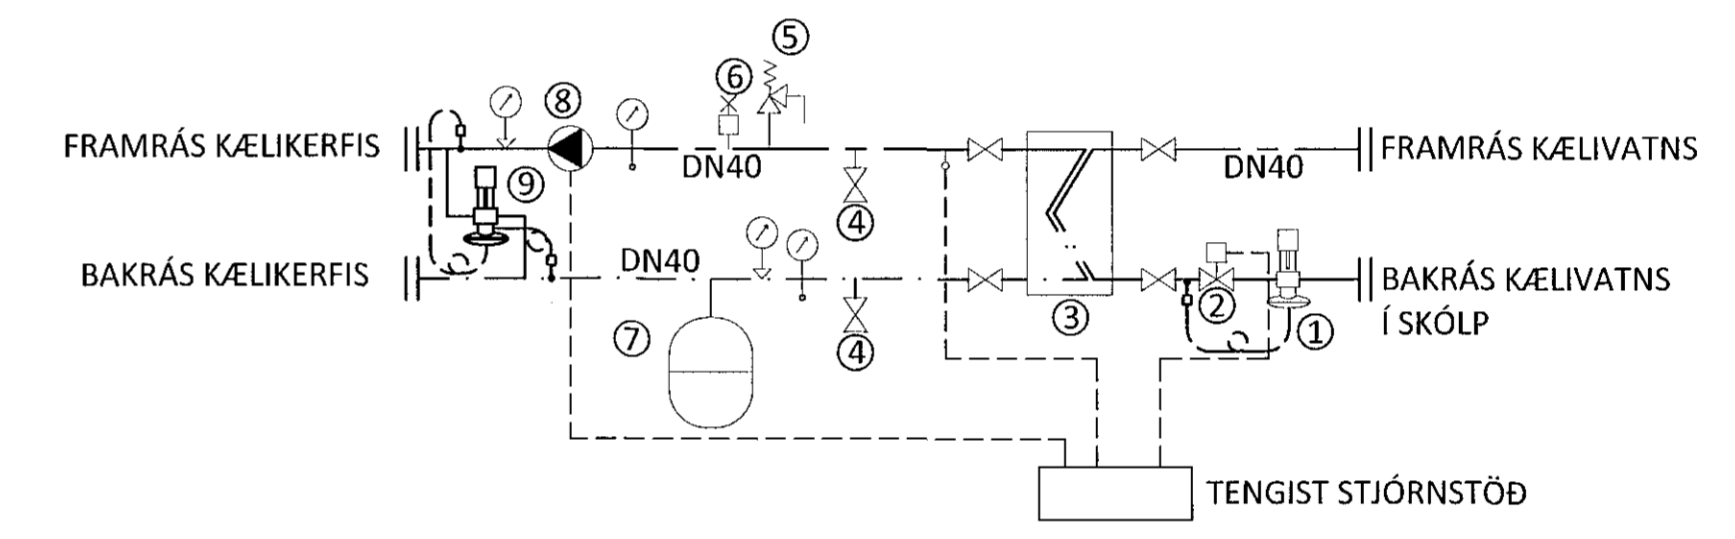 ⑤
⑥
⑧
FRAMRÁS KÆLIKERFIS
DN40
DN40
FRAMRÁS KÆLIVATNS
⑨
④
BAKRÁS KÆLIKERFIS
DN40
BAKRÁS KÆLIVATNS
Í SKÓLP
③
②
①
⑦
④
TENGIST STJÓRNSTÖÐ